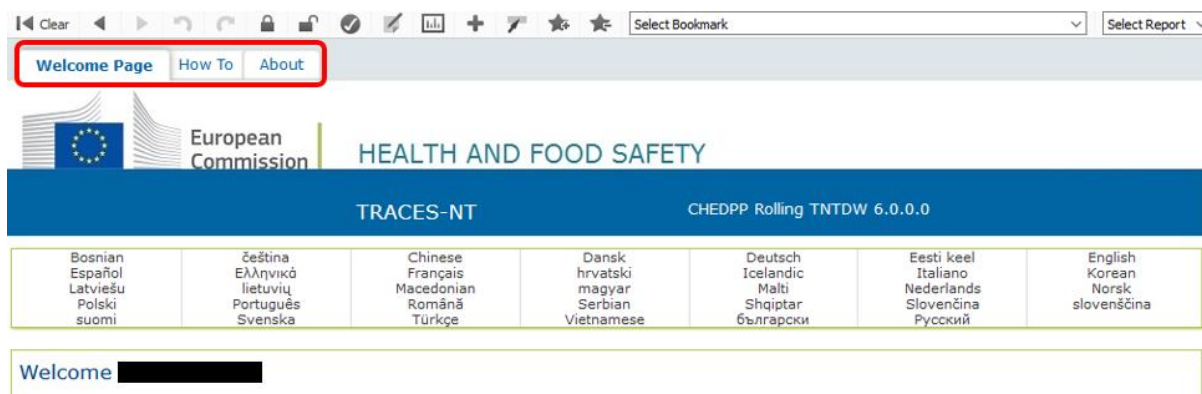 Clear Select Bookmark Select Report
Welcome Page How To About
European
Commission
HEALTH AND FOOD SAFETY
TRACES-NT CHEDPP Rolling TNTDW 6.0.0.0
Bosnian čeština Chinese Dansk Deutsch Eesti keel English
Español Ελληνικά Français hrvatski Icelandic Italiano Korean
Latviešu lietuvių Macedonian magyar Malti Nederlands Norsk
Polski Português Română Serbian Shqiptar Slovenčina slovenščina
suomi Svenska Türkçe Vietnamese български Русский
Welcome